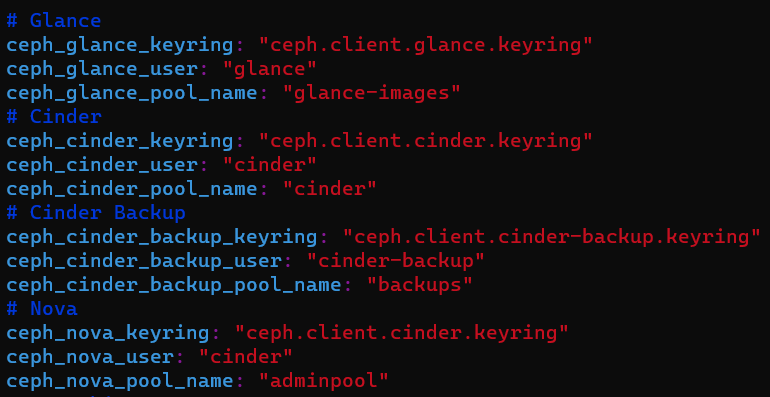 # Glance
ceph_glance_keyring: "ceph.client.glance.keyring"
ceph_glance_user: "glance"
ceph_glance_pool_name: "glance-images"
# Cinder
ceph_cinder_keyring: "ceph.client.cinder.keyring"
ceph_cinder_user: "cinder"
ceph_cinder_pool_name: "cinder"
# Cinder Backup
ceph_cinder_backup_keyring: "ceph.client.cinder-backup.keyring"
ceph_cinder_backup_user: "cinder-backup"
ceph_cinder_backup_pool_name: "backups"
# Nova
ceph_nova_keyring: "ceph.client.cinder.keyring"
ceph_nova_user: "cinder"
ceph_nova_pool_name: "adminpool"